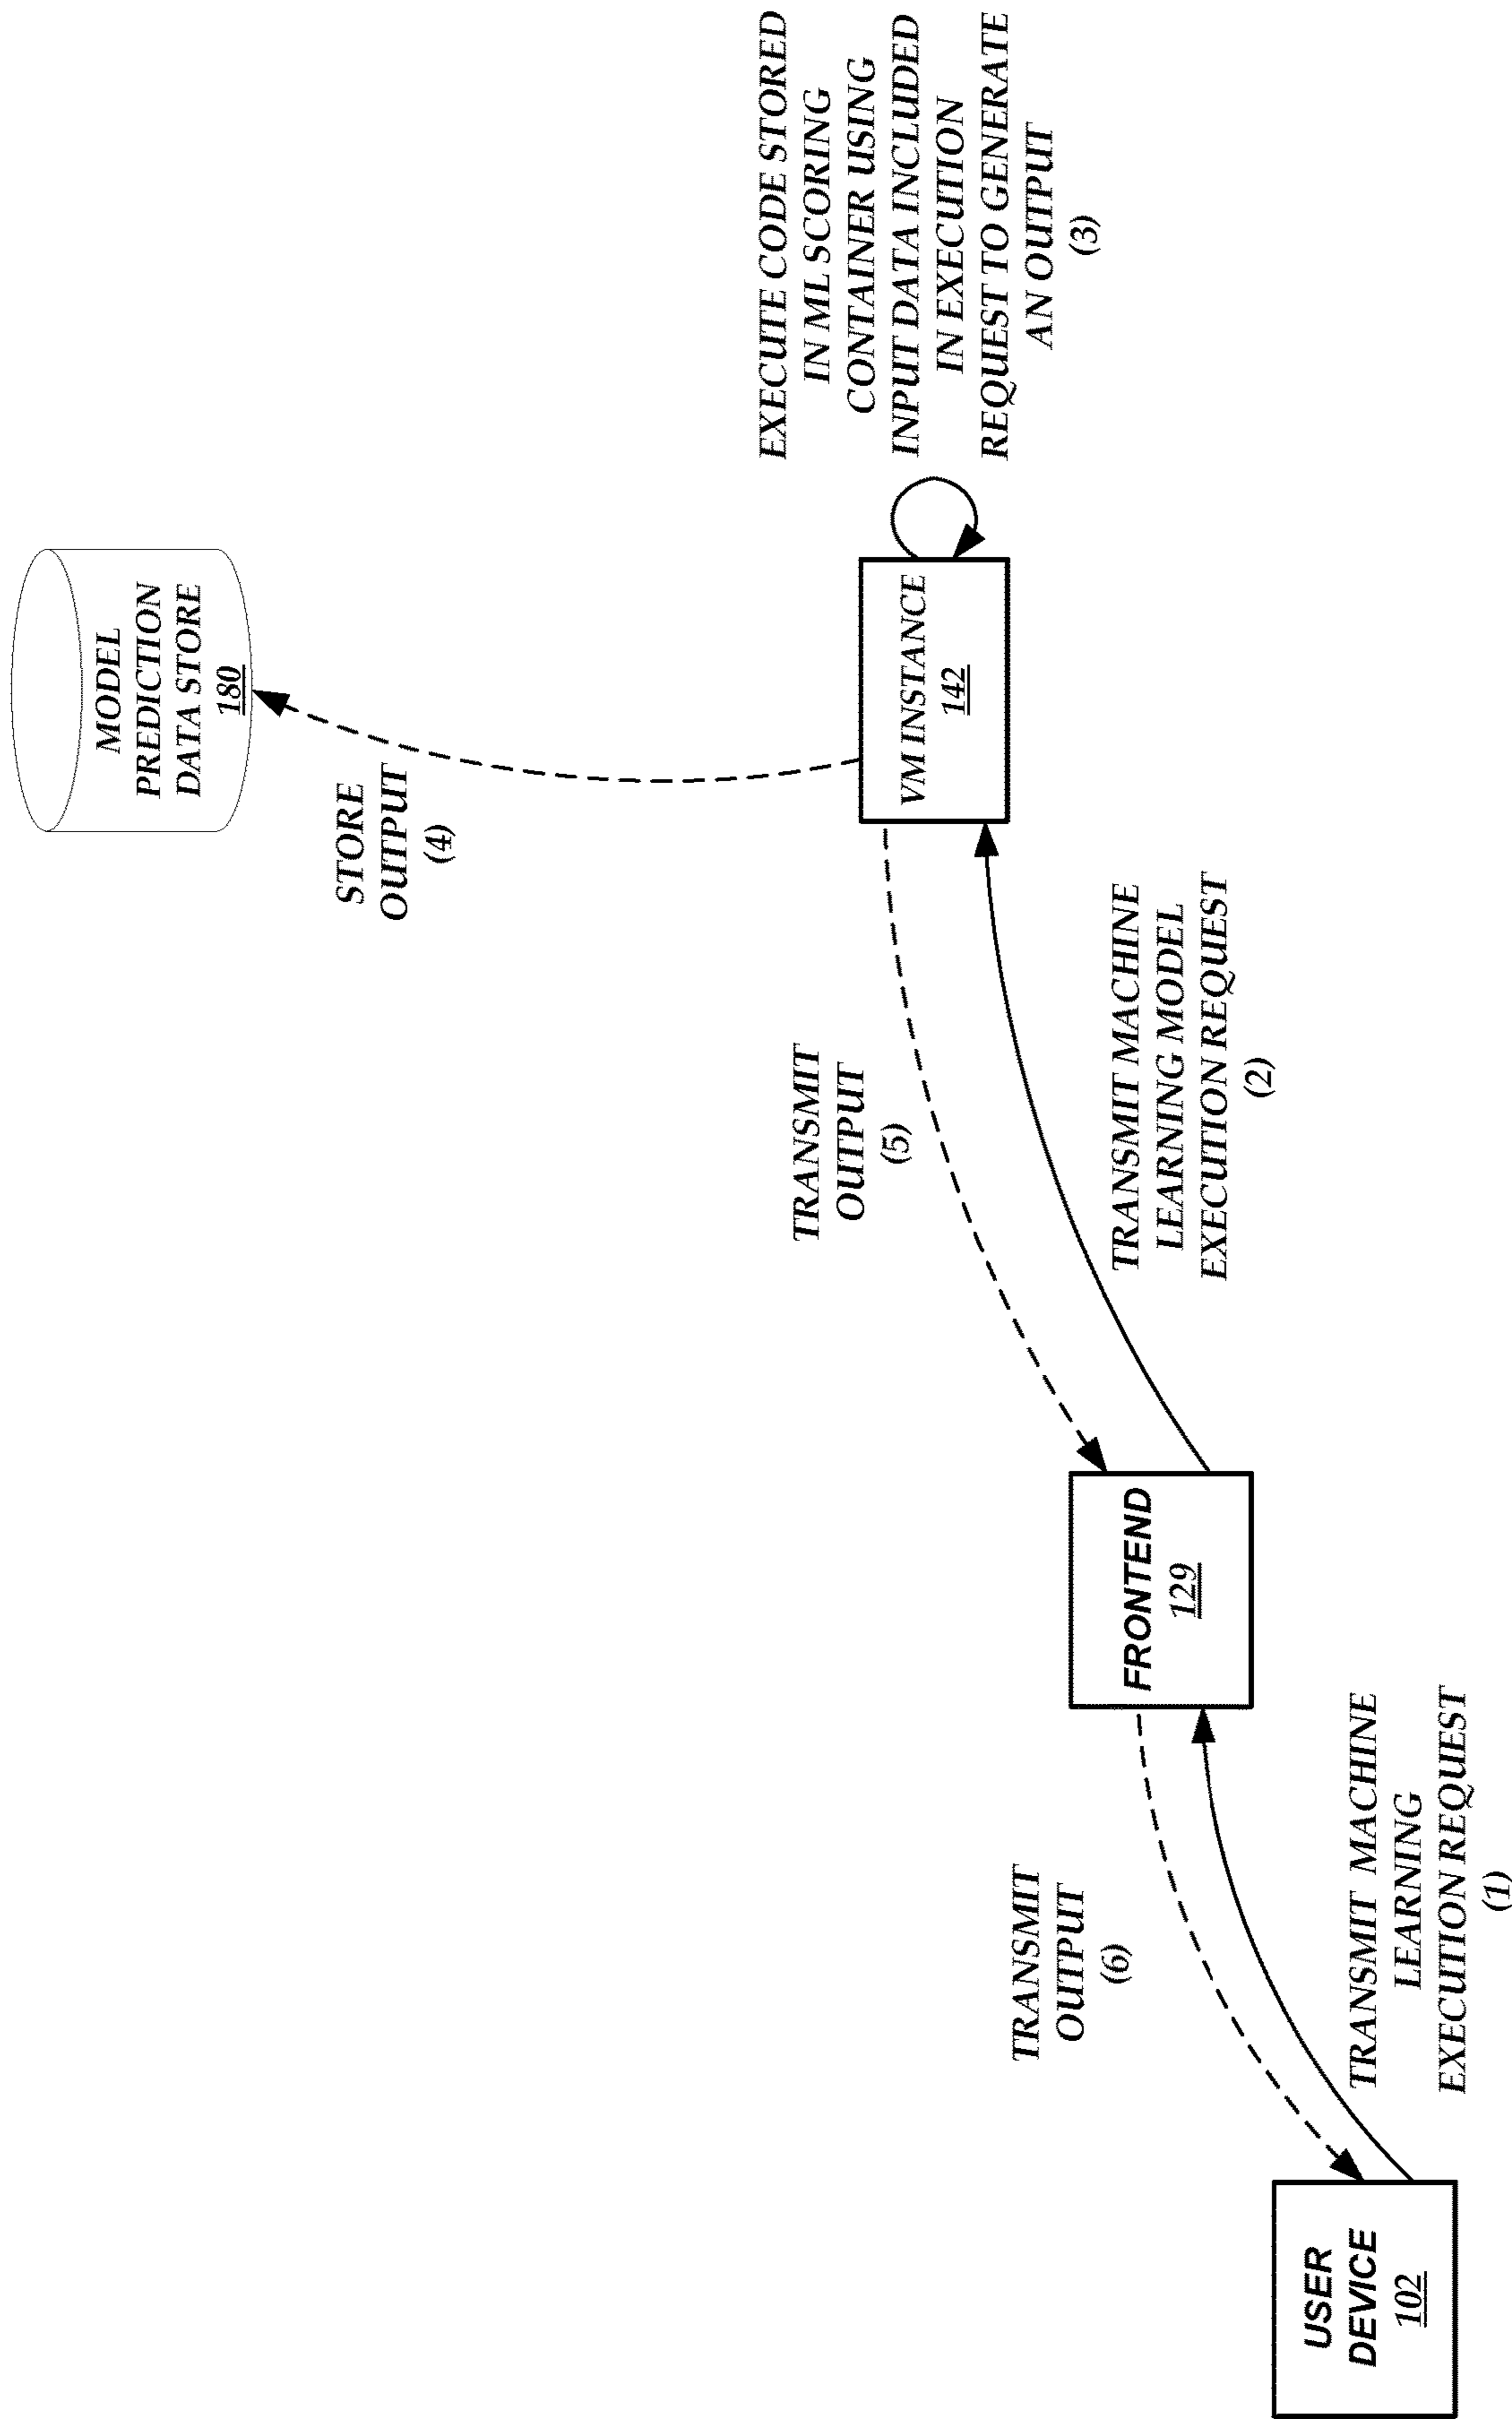 MODEL
PREDICTION
DATA STORE
180
STORE
OUTPUT
(4)
EXECUTE CODE STORED
IN ML SCORING
CONTAINER USING
INPUT DATA INCLUDED
IN EXECUTION
REQUEST TO GENERATE
AN OUTPUT
(3)
VM INSTANCE
142
TRANSMIT
OUTPUT
(5)
TRANSMIT MACHINE
LEARNING MODEL
EXECUTION REQUEST
(2)
FRONTEND
129
TRANSMIT
OUTPUT
(6)
TRANSMIT MACHINE
LEARNING
EXECUTION REQUEST
(1)
USER
DEVICE
102